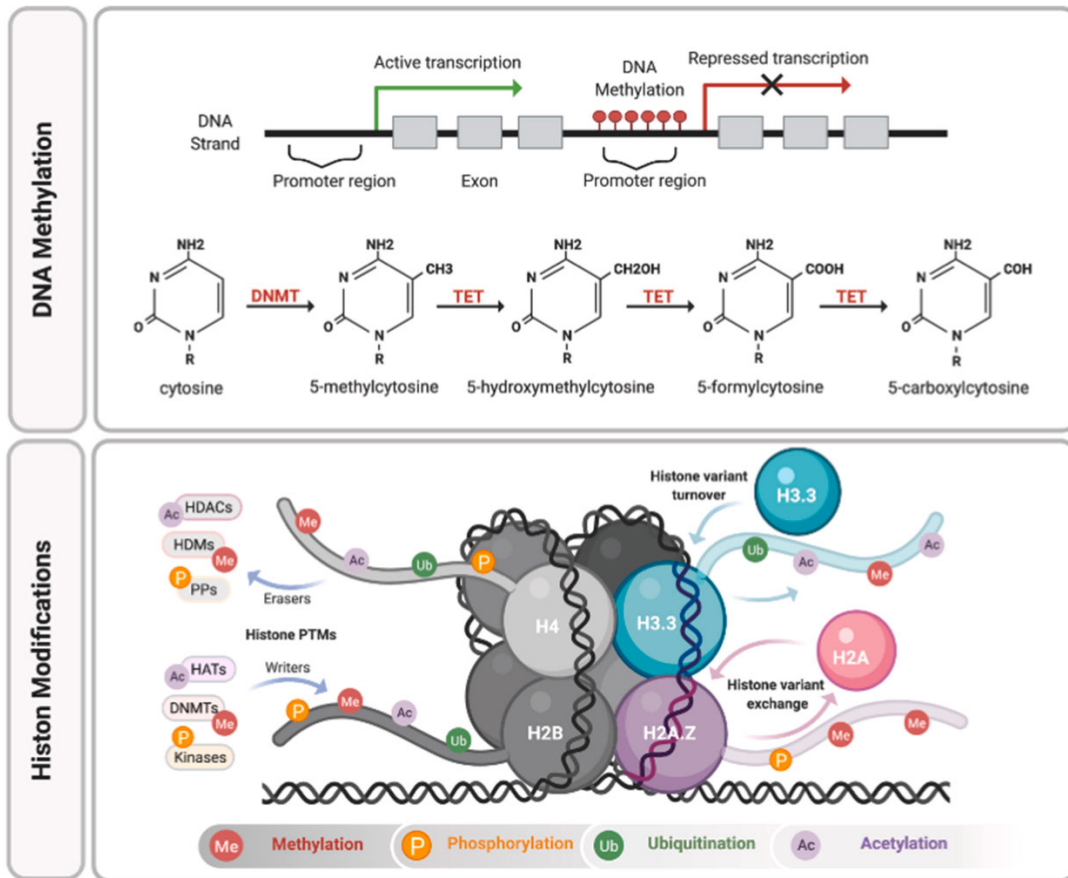 DNA Methylation
Active transcription
DNA
Methylation
Repressed transcription
DNA
Strand
Promoter region
Exon
Promoter region
NH2
N
O
N
R
cytosine
DNMT
NH2
CH3
N
O
N
R
5-methylcytosine
TET
NH2
CH2OH
N
O
N
R
5-hydroxymethylcytosine
TET
NH2
COOH
N
O
N
R
5-formylcytosine
TET
NH2
COH
N
O
N
R
5-carboxylcytosine
Histon Modifications
Ac HDACs
HDMs Me
P PPs
Erasers
Histone PTMs
Ac HATs
Writers
DNMTs Me
P Kinases
Me
Ac
Ub
P
P
Me
Ac
Ub
H4
H2B
H3.3
H2A.Z
Histone variant
turnover
H3.3
Ub
Ac
Me
Ac
H2A
Histone variant
exchange
P
Me
Me
Me Methylation
P Phosphorylation
Ub Ubiquitination
Ac Acetylation